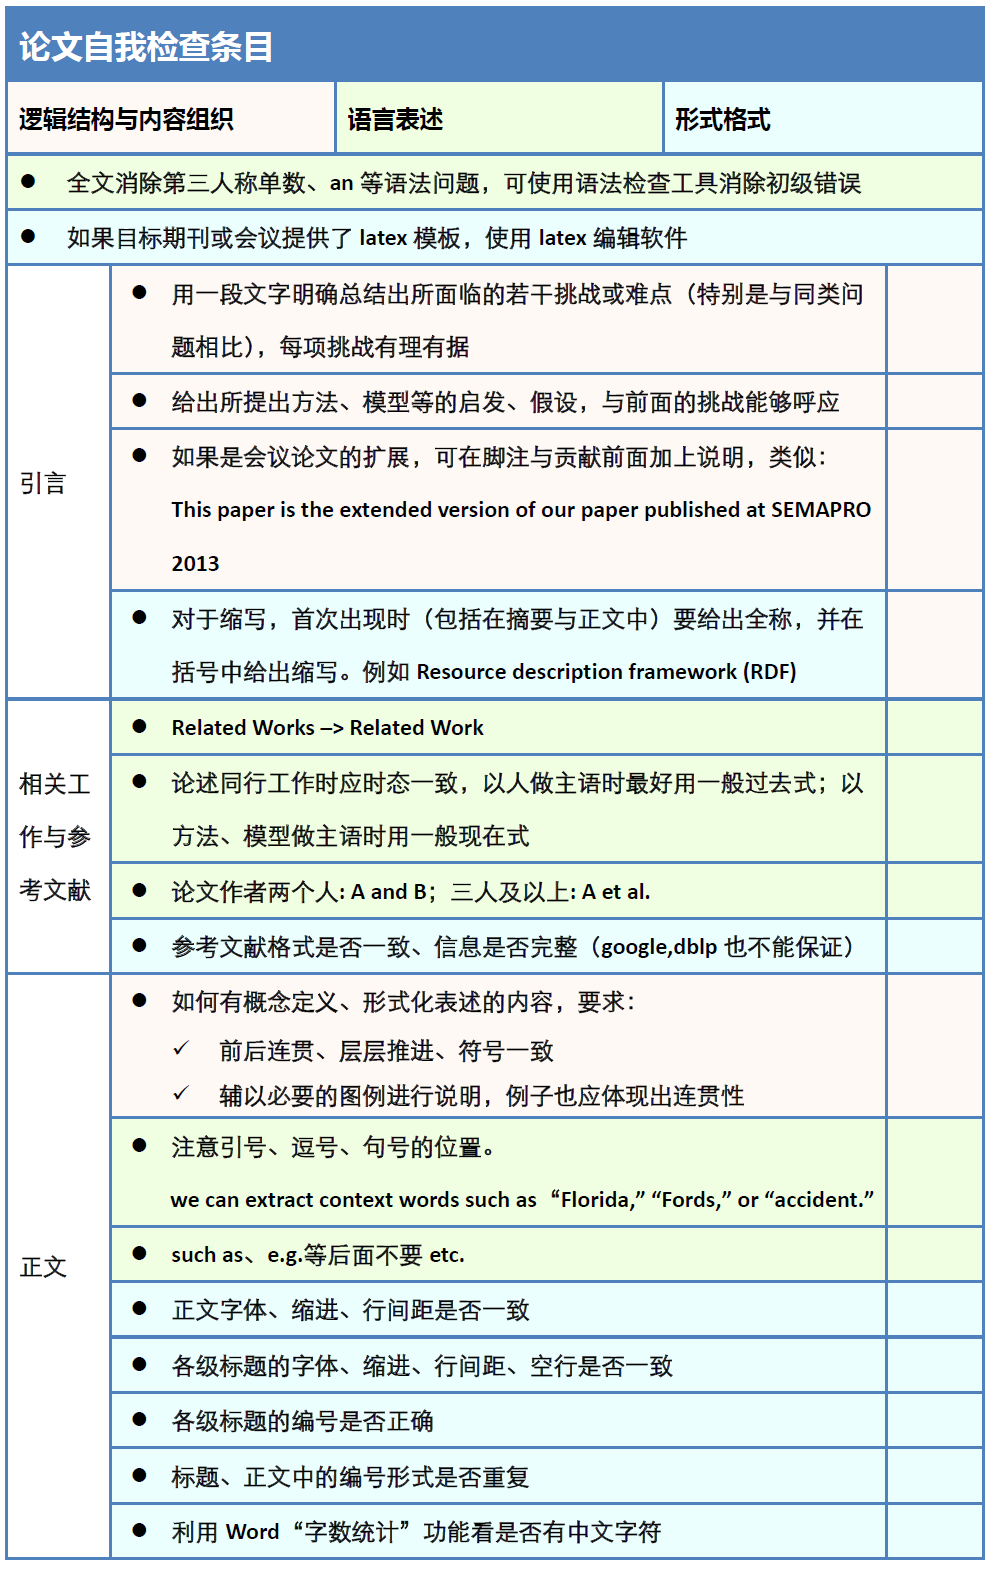 论文自我检查条目
逻辑结构与内容组织
语言表述
形式格式
● 全文消除第三人称单数、an 等语法问题，可使用语法检查工具消除初级错误
● 如果目标期刊或会议提供了 latex 模板，使用 latex 编辑软件
引言
● 用一段文字明确总结出所面临的若干挑战或难点（特别是与同类问
题相比），每项挑战有理有据
● 给出所提出方法、模型等的启发、假设，与前面的挑战能够呼应
● 如果是会议论文的扩展，可在脚注与贡献前面加上说明，类似：
This paper is the extended version of our paper published at SEMAPRO
2013
● 对于缩写，首次出现时（包括在摘要与正文中）要给出全称，并在
括号中给出缩写。例如 Resource description framework (RDF)
相关工
作与参
考文献
● Related Works –> Related Work
● 论述同行工作时应时态一致，以人做主语时最好用一般过去式；以
方法、模型做主语时用一般现在式
● 论文作者两个人: A and B；三人及以上: A et al.
● 参考文献格式是否一致、信息是否完整（google,dblp 也不能保证）
正文
● 如何有概念定义、形式化表述的内容，要求：
✓ 前后连贯、层层推进、符号一致
✓ 辅以必要的图例进行说明，例子也应体现出连贯性
● 注意引号、逗号、句号的位置。
we can extract context words such as “Florida,” “Fords,” or “accident.”
● such as、e.g.等后面不要 etc.
● 正文字体、缩进、行间距是否一致
● 各级标题的字体、缩进、行间距、空行是否一致
● 各级标题的编号是否正确
● 标题、正文中的编号形式是否重复
● 利用 Word“字数统计”功能看是否有中文字符